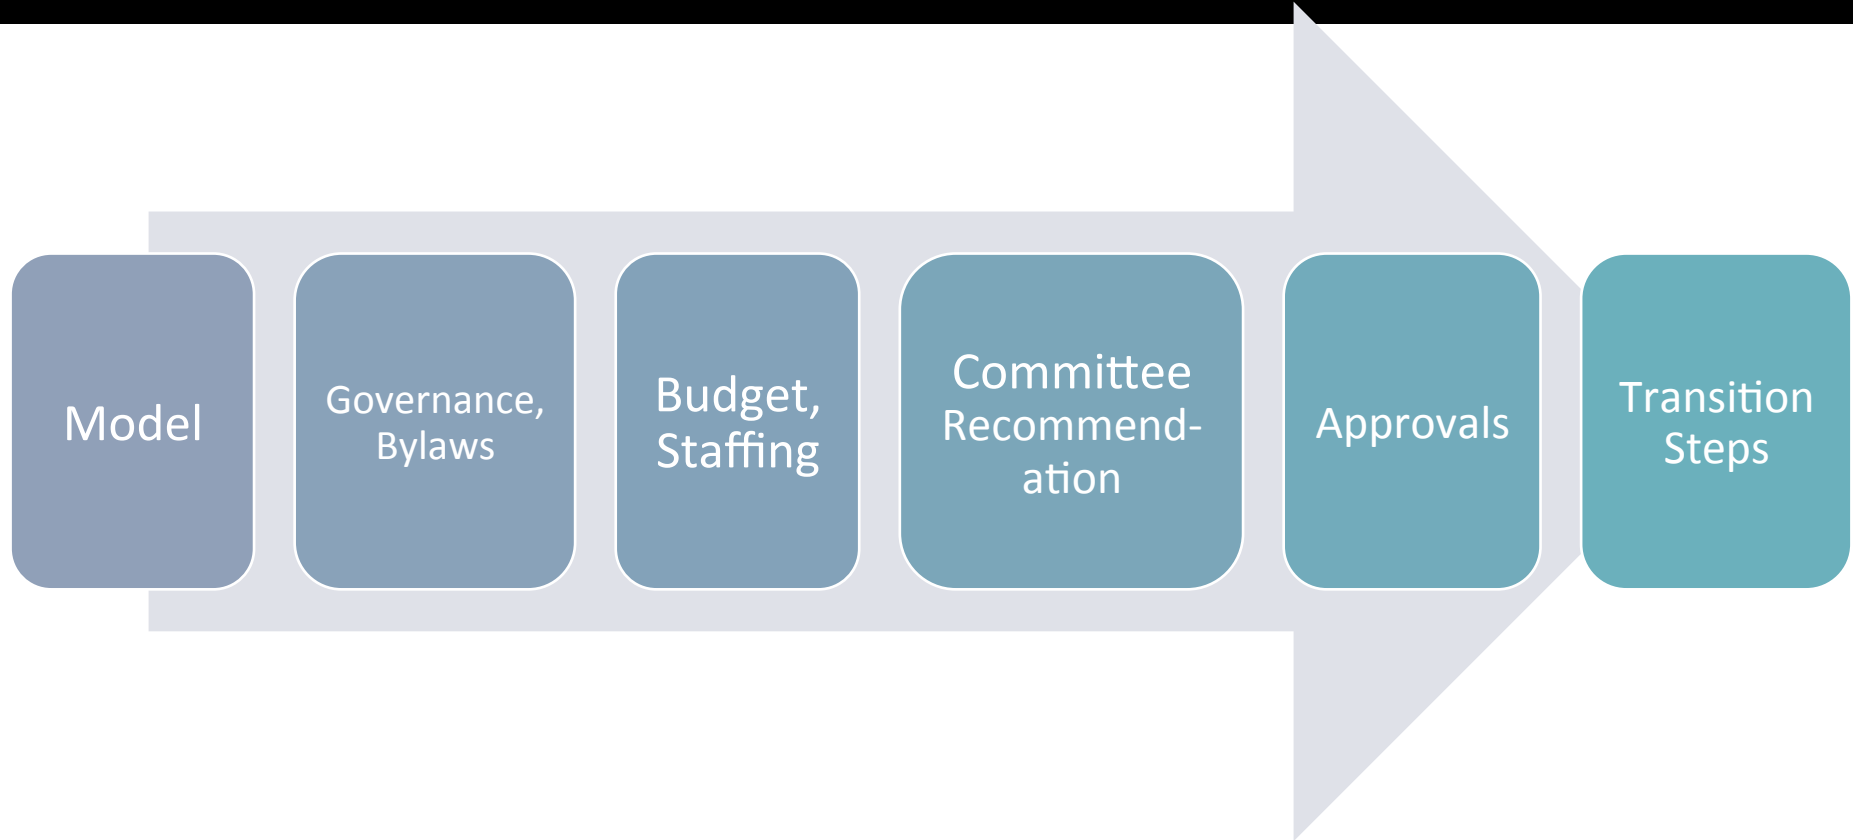 Model
Governance,
Bylaws
Budget,
Staffing
Committee
Recommend-
ation
Approvals
Transition
Steps